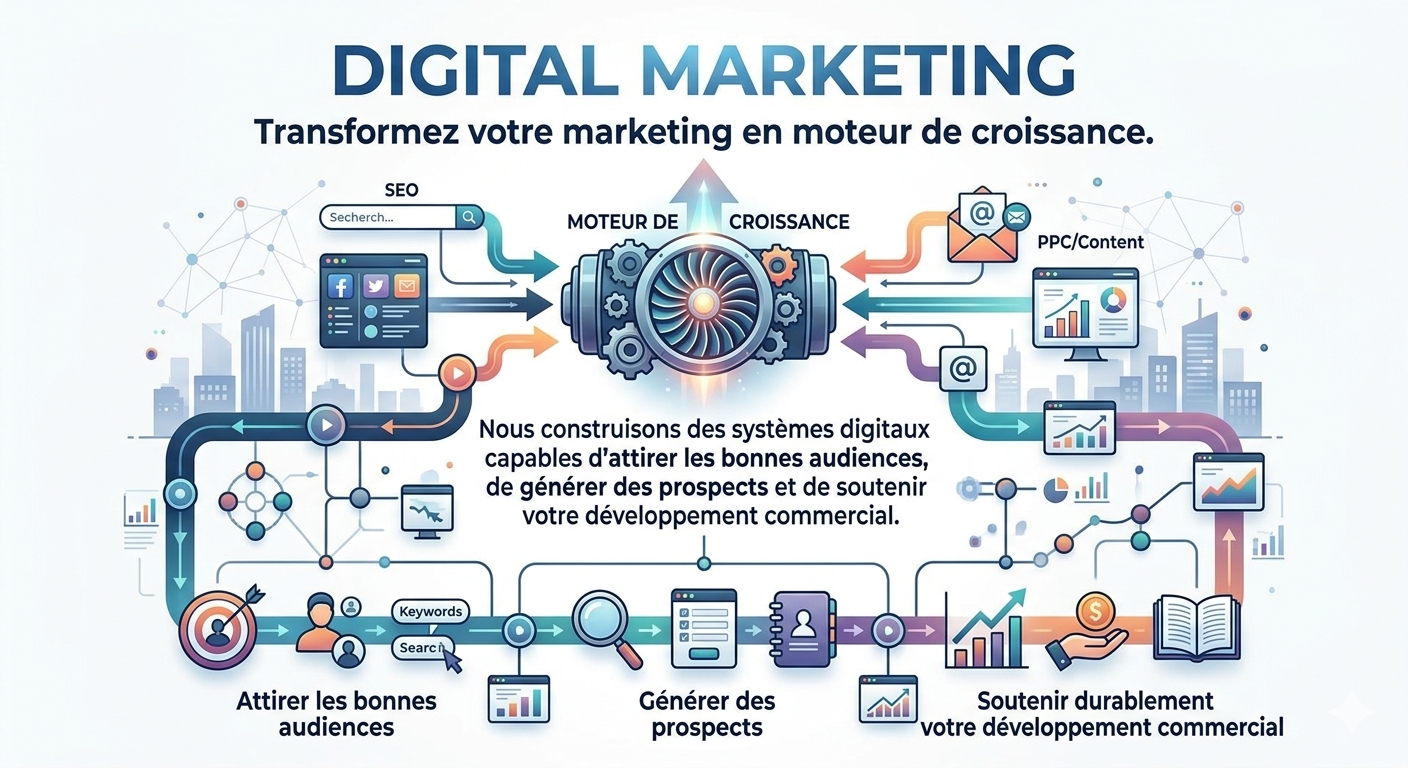 DIGITAL MARKETING
Transformez votre marketing en moteur de croissance.
SEO
Secherch...
MOTEUR DE CROISSANCE
PPC/Content
Nous construisons des systèmes digitaux
capables d'attirer les bonnes audiences,
de générer des prospects et de soutenir
votre développement commercial.
Keywords
Search
Attirer les bonnes
audiences
Générer des
prospects
Soutenir durablement
votre développement commercial